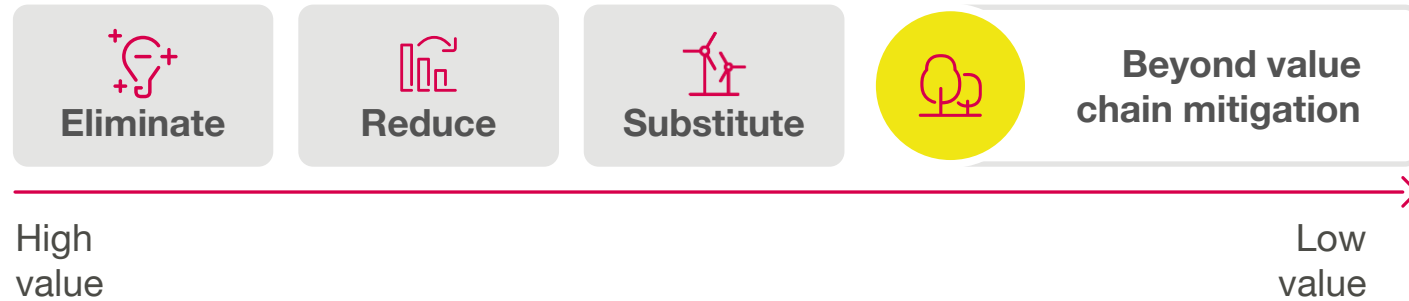 Eliminate
Reduce
Substitute
Beyond value
chain mitigation
High
value
Low
value